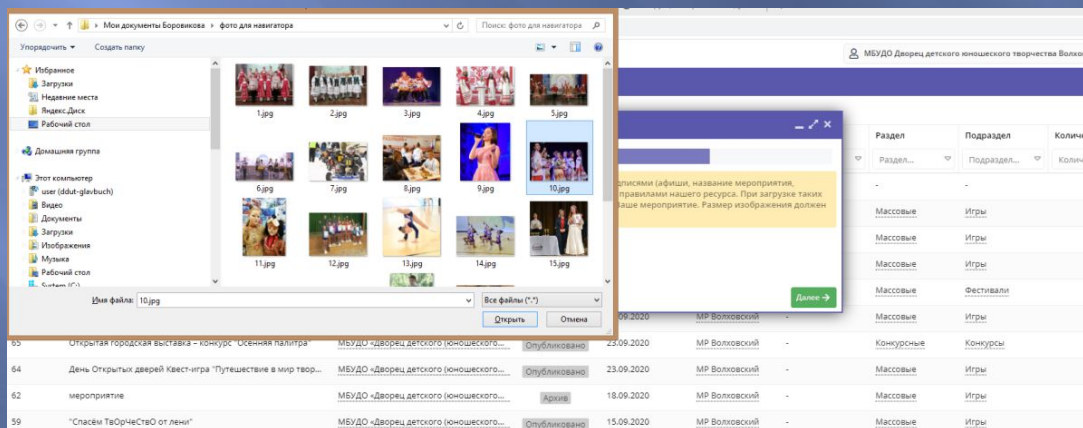 Мои документы Боровикова ▸ фото для навигатора
Поиск: фото для навигатора
Упорядочить
Создать папку
Избранное
Загрузки
Недавние места
Яндекс.Диск
Рабочий стол
Домашняя группа
Этот компьютер
user (ddut-glavbuch)
Видео
Документы
Загрузки
Изображения
Музыка
Рабочий стол
System (C:)
1.jpg
2.jpg
3.jpg
4.jpg
5.jpg
6.jpg
7.jpg
8.jpg
9.jpg
10.jpg
11.jpg
12.jpg
13.jpg
14.jpg
15.jpg
Имя файла: 10.jpg
Все файлы (*.*)
Открыть
Отмена
МБУДО Дворец детского юношеского творчества Волхо
Раздел Подраздел Количе
Раздел... Подраздел... Колич
дписями (афиши, название мероприятия,
правилами нашего ресурса. При загрузке таких
Ваше мероприятие. Размер изображения должен
Далее →
- -
Массовые Игры
Массовые Игры
Массовые Фестивали
.09.2020 МР Волховский - Массовые Игры
65 Открытая городская выставка – конкурс "Осенняя палитра" МБУДО «Дворец детского (юношеского... Опубликовано 23.09.2020 МР Волховский - Конкурсные Конкурсы
64 День Открытых дверей Квест-игра "Путешествие в мир твор... МБУДО «Дворец детского (юношеского... Опубликовано 23.09.2020 МР Волховский - Массовые Игры
62 мероприятие МБУДО «Дворец детского (юношеского... Архив 18.09.2020 МР Волховский - Массовые Игры
59 "Спасём ТвОрЧеСтвО от лени" МБУДО «Дворец детского (юношеского... Опубликовано 15.09.2020 МР Волховский - Массовые Игры